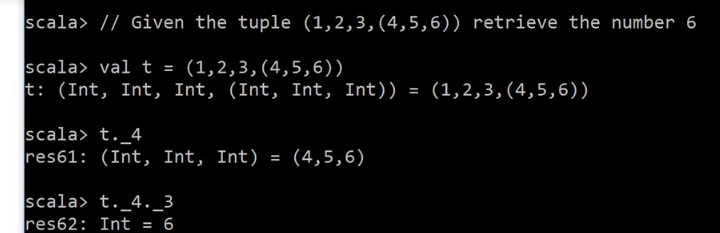 scala> // Given the tuple (1,2,3,(4,5,6)) retrieve the number 6
scala> val t = (1,2,3,(4,5,6))
t: (Int, Int, Int, (Int, Int, Int)) = (1,2,3,(4,5,6))
scala> t._4
res61: (Int, Int, Int) = (4,5,6)
scala> t._4._3
res62: Int = 6